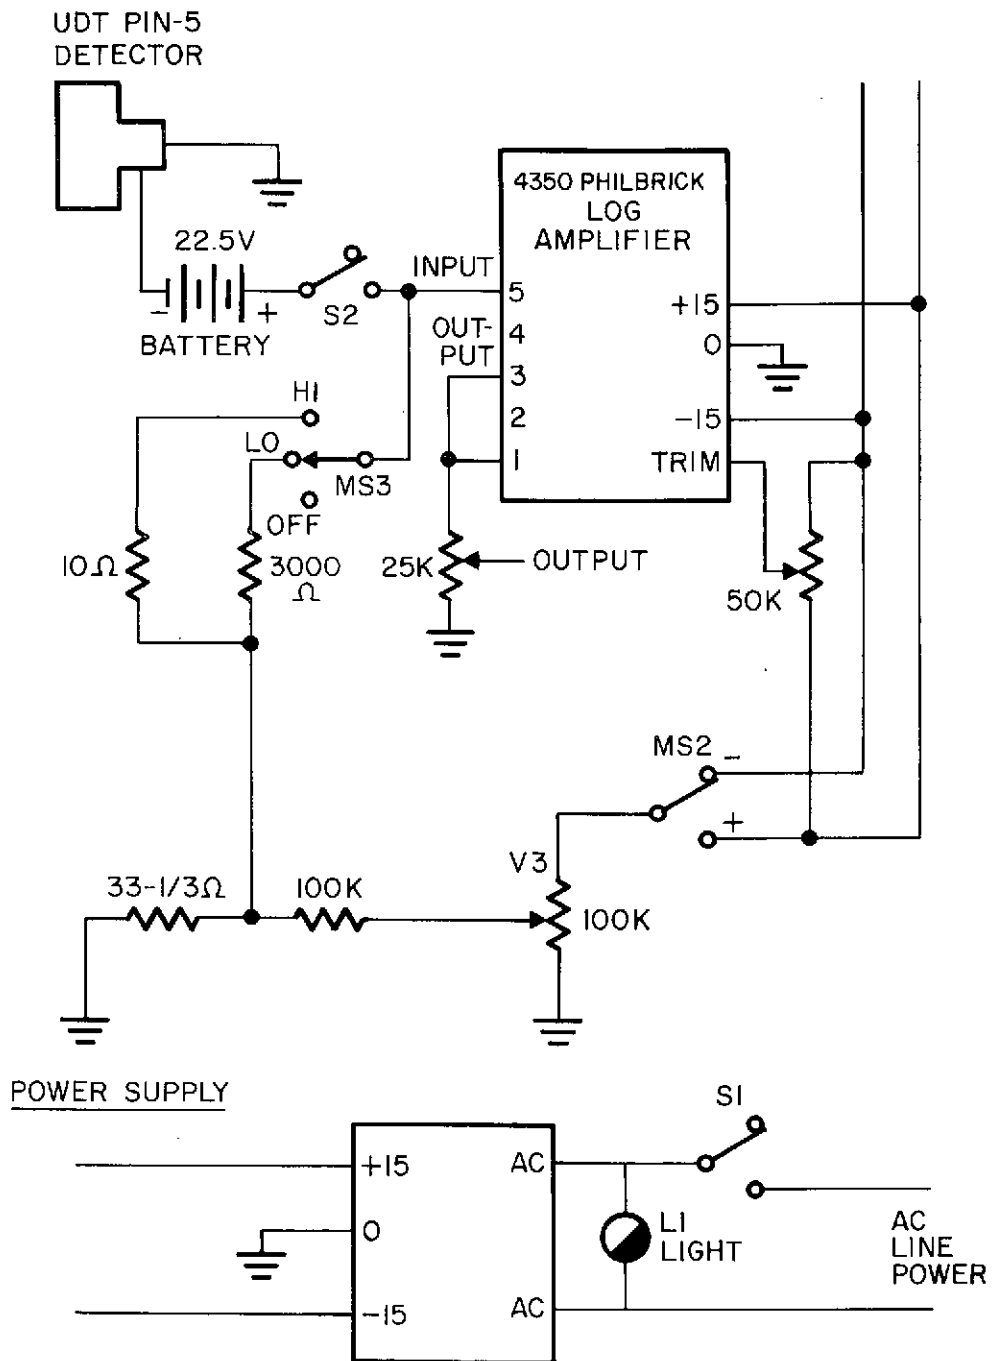 UDT PIN-5
DETECTOR
4350 PHILBRICK
LOG
AMPLIFIER
22.5V
- +
BATTERY
S2
INPUT
5
OUT-
PUT
4
3
2
1
+15
0
-15
TRIM
HI
LO
MS3
OFF
10Ω
3000
Ω
25K
OUTPUT
50K
MS2
-
+
V3
33-1/3Ω
100K
100K
POWER SUPPLY
S1
+15
AC
0
L1
LIGHT
AC
LINE
POWER
-15
AC